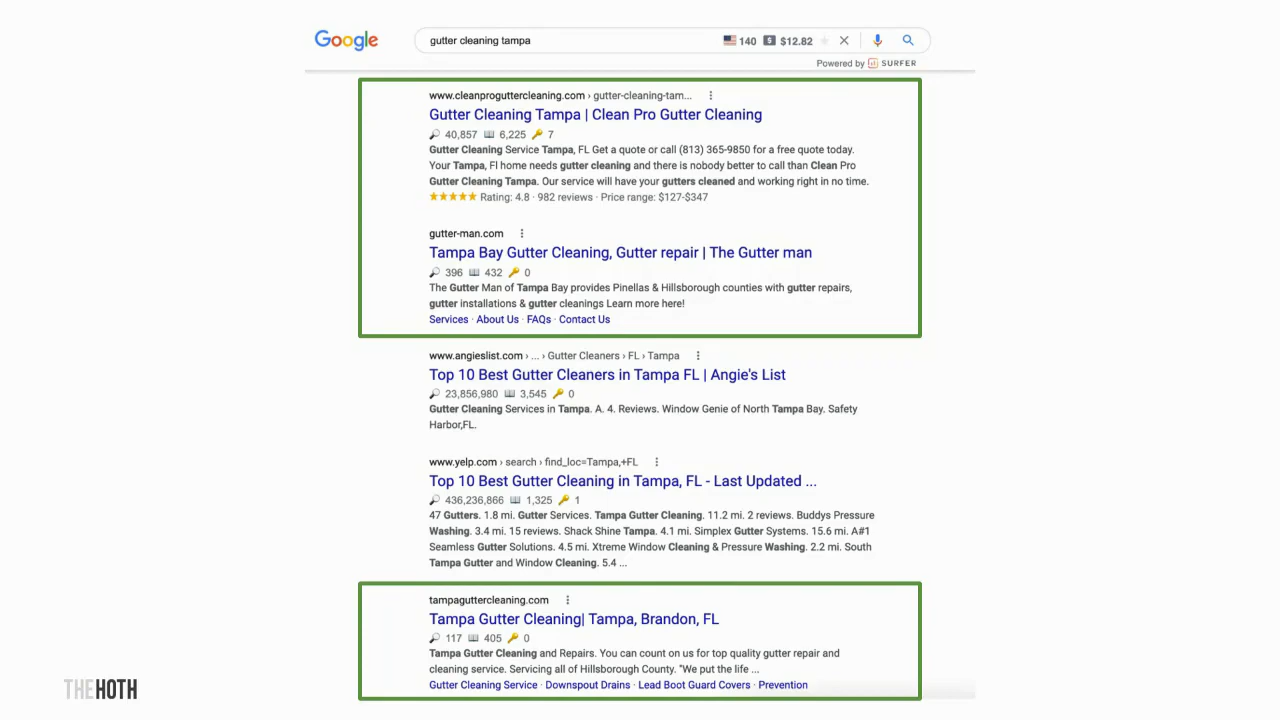 Google
gutter cleaning tampa 140 $12.82
Powered by SURFER
www.cleanproguttercleaning.com › gutter-cleaning-tam...
Gutter Cleaning Tampa | Clean Pro Gutter Cleaning
40,857 6,225 7
Gutter Cleaning Service Tampa, FL Get a quote or call (813) 365-9850 for a free quote today.
Your Tampa, Fl home needs gutter cleaning and there is nobody better to call than Clean Pro
Gutter Cleaning Tampa. Our service will have your gutters cleaned and working right in no time.
★★★★★ Rating: 4.8 · 982 reviews · Price range: $127-$347
gutter-man.com
Tampa Bay Gutter Cleaning, Gutter repair | The Gutter man
396 432 0
The Gutter Man of Tampa Bay provides Pinellas & Hillsborough counties with gutter repairs,
gutter installations & gutter cleanings Learn more here!
Services · About Us · FAQs · Contact Us
www.angieslist.com › ... › Gutter Cleaners › FL › Tampa
Top 10 Best Gutter Cleaners in Tampa FL | Angie's List
23,856,980 3,545 0
Gutter Cleaning Services in Tampa. A. 4. Reviews. Window Genie of North Tampa Bay. Safety
Harbor,FL.
www.yelp.com › search › find_loc=Tampa,+FL
Top 10 Best Gutter Cleaning in Tampa, FL - Last Updated ...
436,236,866 1,325 1
47 Gutters. 1.8 mi. Gutter Services. Tampa Gutter Cleaning. 11.2 mi. 2 reviews. Buddys Pressure
Washing. 3.4 mi. 15 reviews. Shack Shine Tampa. 4.1 mi. Simplex Gutter Systems. 15.6 mi. A#1
Seamless Gutter Solutions. 4.5 mi. Xtreme Window Cleaning & Pressure Washing. 2.2 mi. South
Tampa Gutter and Window Cleaning. 5.4 ...
tampaguttercleaning.com
Tampa Gutter Cleaning| Tampa, Brandon, FL
117 405 0
Tampa Gutter Cleaning and Repairs. You can count on us for top quality gutter repair and
cleaning service. Servicing all of Hillsborough County. "We put the life ...
Gutter Cleaning Service · Downspout Drains · Lead Boot Guard Covers · Prevention
THE HOTH